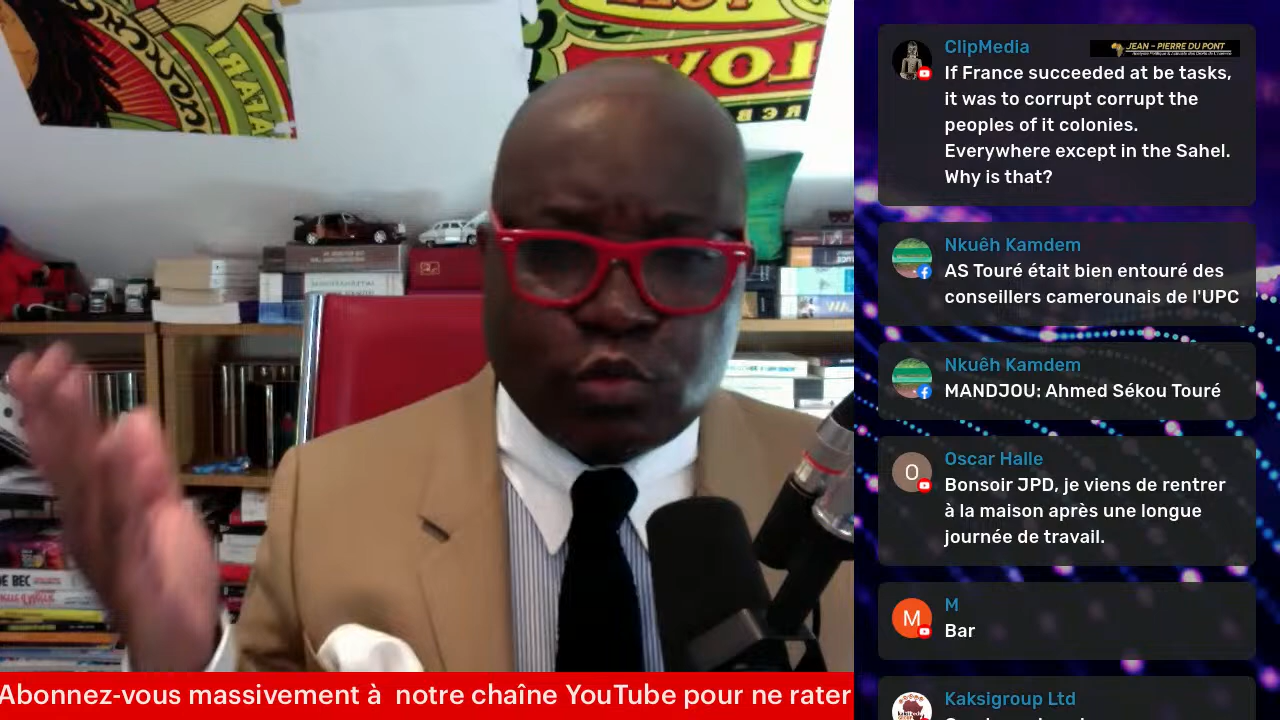 ClipMedia
JEAN - PIERRE DU PONT
If France succeeded at be tasks,
it was to corrupt corrupt the
peoples of it colonies.
Everywhere except in the Sahel.
Why is that?
Nkuêh Kamdem
AS Touré était bien entouré des
conseillers camerounais de l'UPC
Nkuêh Kamdem
MANDJOU: Ahmed Sékou Touré
O
Oscar Halle
Bonsoir JPD, je viens de rentrer
à la maison après une longue
journée de travail.
M
M
Bar
Kaksigroup Ltd
DE BEC
Abonnez-vous massivement à notre chaîne YouTube pour ne rater